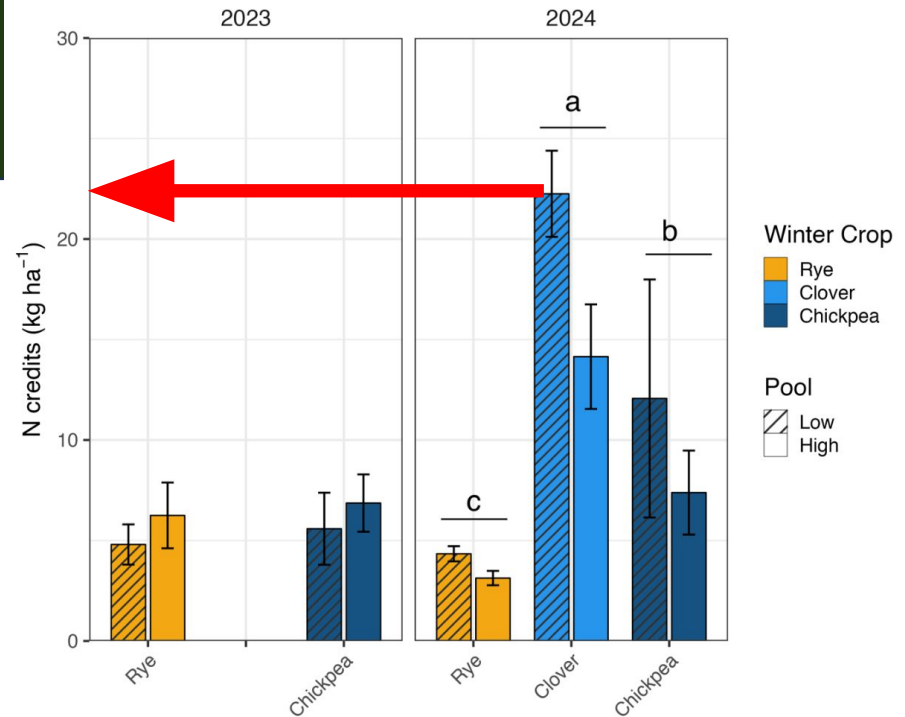 2023
2024
30
20
10
0
N credits (kg ha⁻¹)
a
b
c
Rye
Chickpea
Rye
Clover
Chickpea
Winter Crop
Rye
Clover
Chickpea
Pool
Low
High